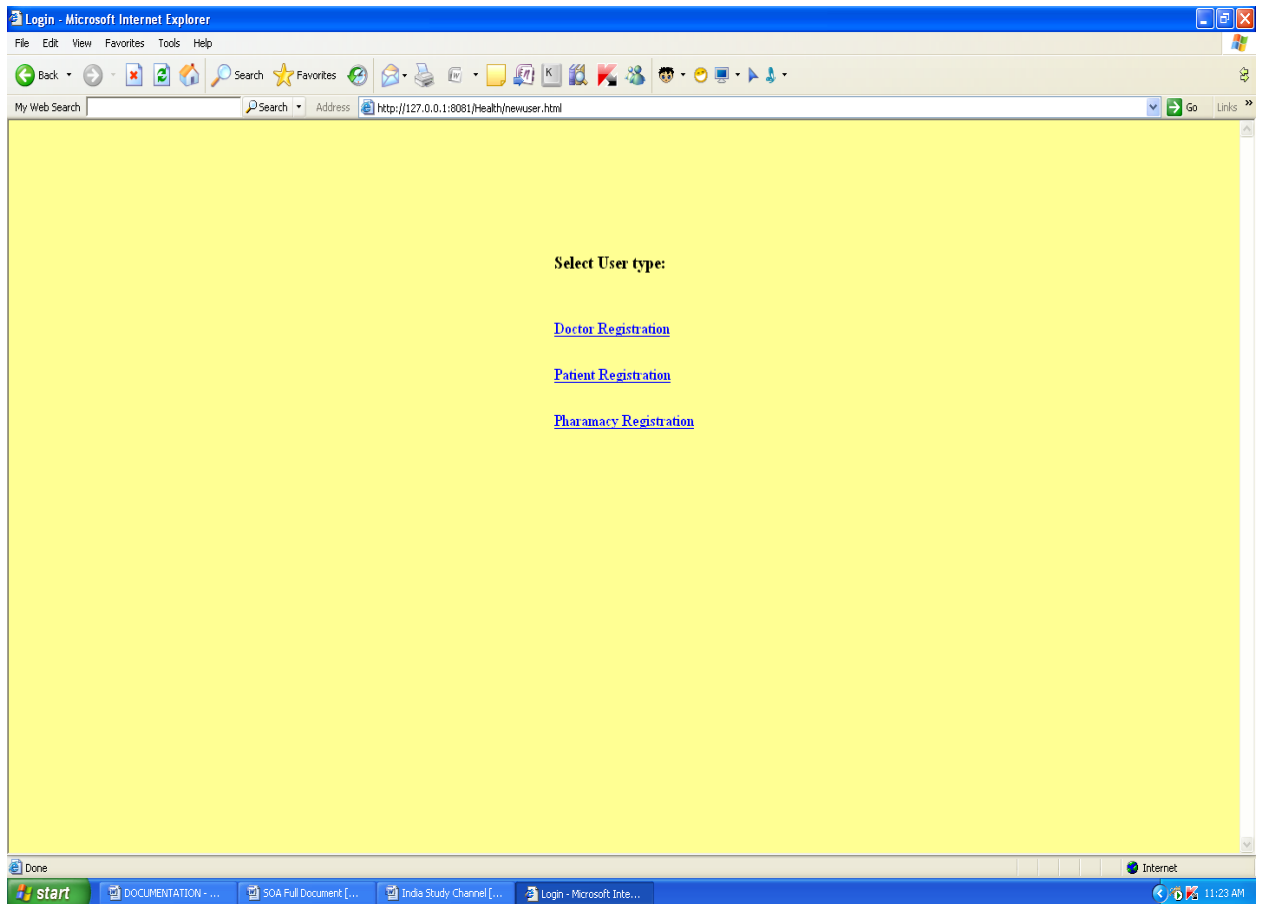 Login - Microsoft Internet Explorer
File Edit View Favorites Tools Help
Back Search Favorites
My Web Search Search Address http://127.0.0.1:8081/Health/newuser.html Go Links »
Select User type:
Doctor Registration
Patient Registration
Pharamacy Registration
Done Internet
start DOCUMENTATION - ... SOA Full Document [... India Study Channel [... Login - Microsoft Inte... 11:23 AM